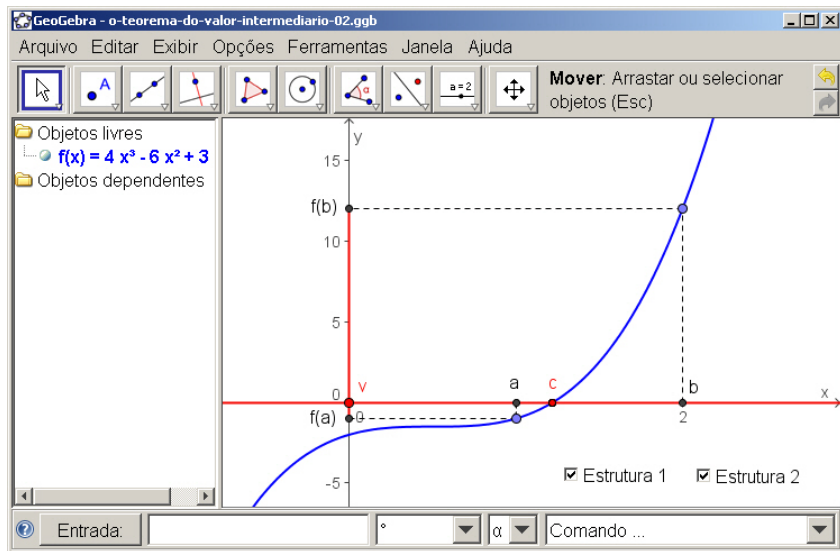 GeoGebra - o-teorema-do-valor-intermediario-02.ggb
Arquivo Editar Exibir Opções Ferramentas Janela Ajuda
A
α
a=2
Mover: Arrastar ou selecionar
objetos (Esc)
Objetos livres
f(x) = 4 x³ - 6 x² + 3
Objetos dependentes
y
15
f(b)
10
5
0
v
a
c
b
x
f(a)
0
2
-5
Estrutura 1
Estrutura 2
Entrada:
°
α
Comando ...